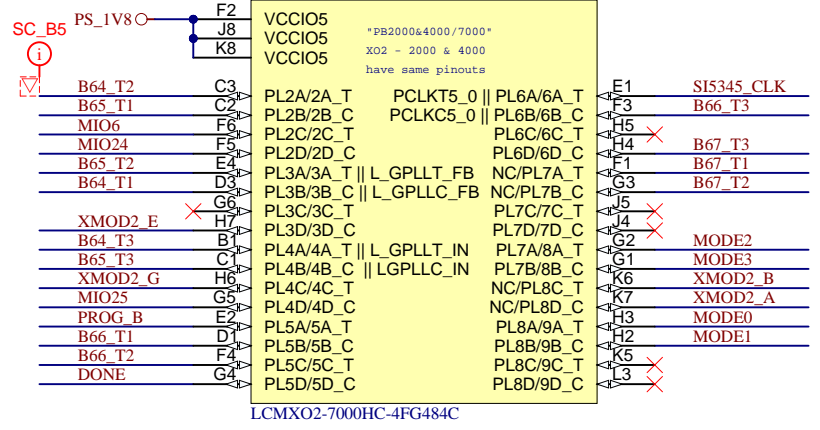 SC_B5
i
PS_1V8
F2 VCCIO5
J8 VCCIO5
K8 VCCIO5
"PB2000&4000/7000"
XO2 - 2000 & 4000
have same pinouts
B64_T2 C3 PL2A/2A_T PCLKT5_0 || PL6A/6A_T E1 SI5345_CLK
B65_T1 C2 PL2B/2B_C PCLKC5_0 || PL6B/6B_C F3 B66_T3
MIO6 F6 PL2C/2C_T PL6C/6C_T H5
MIO24 F5 PL2D/2D_C PL6D/6D_C H4 B67_T3
B65_T2 E4 PL3A/3A_T || L_GPLLT_FB NC/PL7A_T F1 B67_T1
B64_T1 D3 PL3B/3B_C || L_GPLLC_FB NC/PL7B_C G3 B67_T2
G6 PL3C/3C_T PL7C/7C_T J5
XMOD2_E H7 PL3D/3D_C PL7D/7D_C J4
B64_T3 B1 PL4A/4A_T || L_GPLLT_IN PL7A/8A_T G2 MODE2
B65_T3 C1 PL4B/4B_C || LGPLLC_IN PL7B/8B_C G1 MODE3
XMOD2_G H6 PL4C/4C_T NC/PL8C_T K6 XMOD2_B
MIO25 G5 PL4D/4D_C NC/PL8D_C K7 XMOD2_A
PROG_B E2 PL5A/5A_T PL8A/9A_T H3 MODE0
B66_T1 D1 PL5B/5B_C PL8B/9B_C H2 MODE1
B66_T2 F4 PL5C/5C_T PL8C/9C_T K5
DONE G4 PL5D/5D_C PL8D/9D_C L3
LCMXO2-7000HC-4FG484C